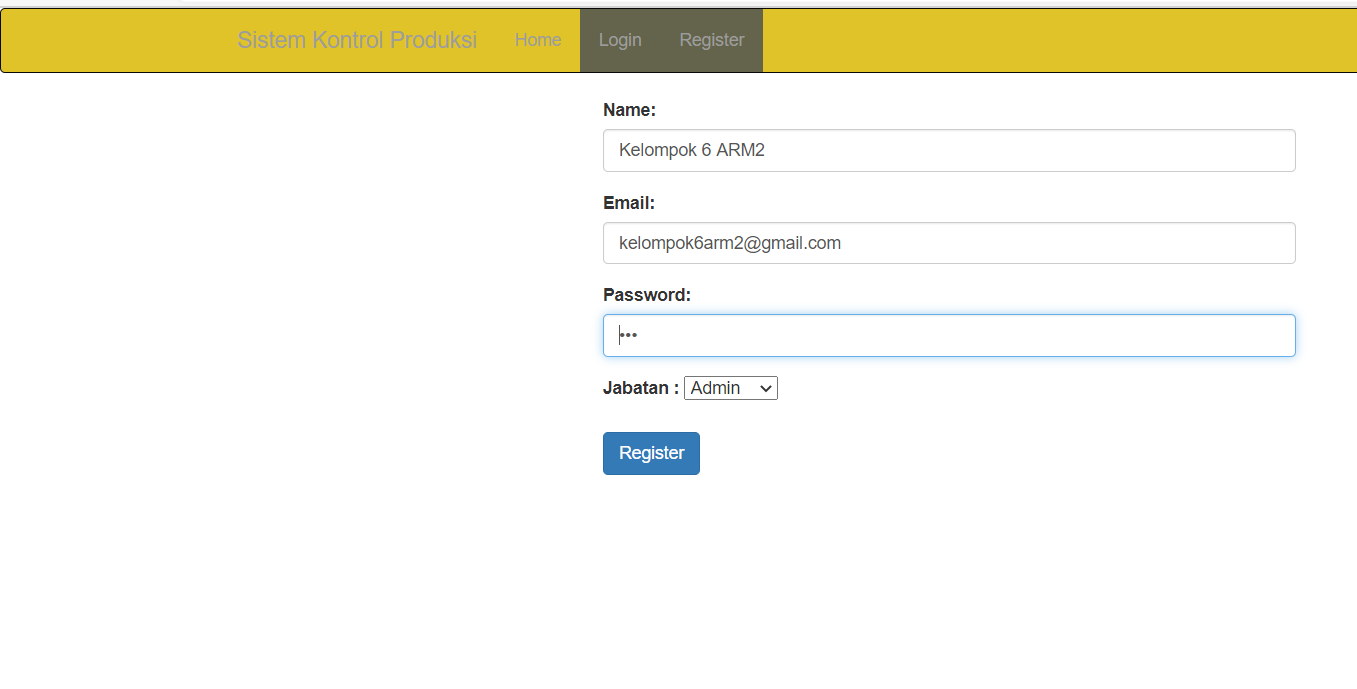 Sistem Kontrol Produksi Home Login Register
Name:
Kelompok 6 ARM2
Email:
kelompok6arm2@gmail.com
Password:
•••
Jabatan : Admin
Register